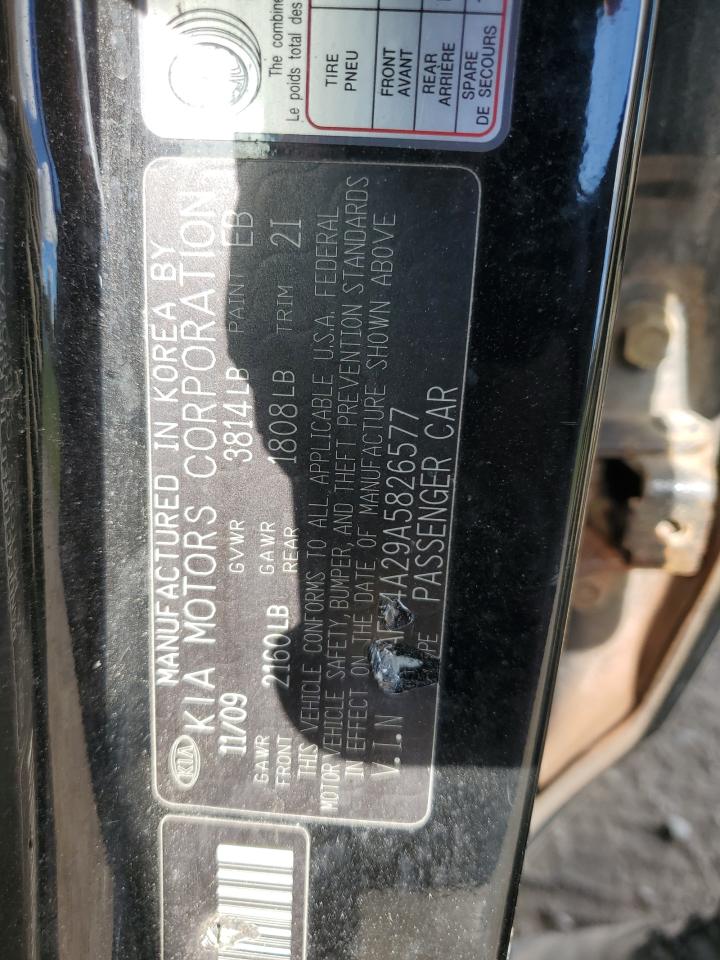 The combine
Le poids total des
TIRE
PNEU
FRONT
AVANT
REAR
ARRIÈRE
SPARE
DE SECOURS
MANUFACTURED IN KOREA BY
KIA KIA MOTORS CORPORATION
11/09 GVWR 3814LB PAINT EB
GAWR FRONT 2160LB GAWR REAR 1808LB TRIM 2I
THIS VEHICLE CONFORMS TO ALL APPLICABLE U.S.A. FEDERAL
MOTOR VEHICLE SAFETY, BUMPER, AND THEFT PREVENTION STANDARDS
IN EFFECT ON THE DATE OF MANUFACTURE SHOWN ABOVE
V.I.N 4A29A5826577
PASSENGER CAR